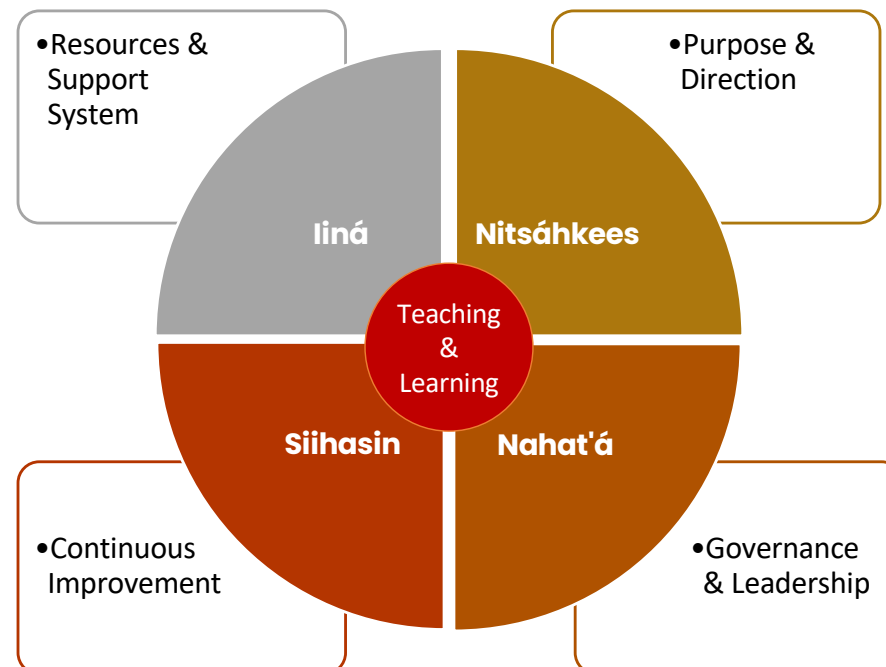 •Resources &
Support
System
•Purpose &
Direction
Iiná
Nitsáhkees
Teaching
&
Learning
Siihasin
Nahat'á
•Continuous
Improvement
•Governance
& Leadership